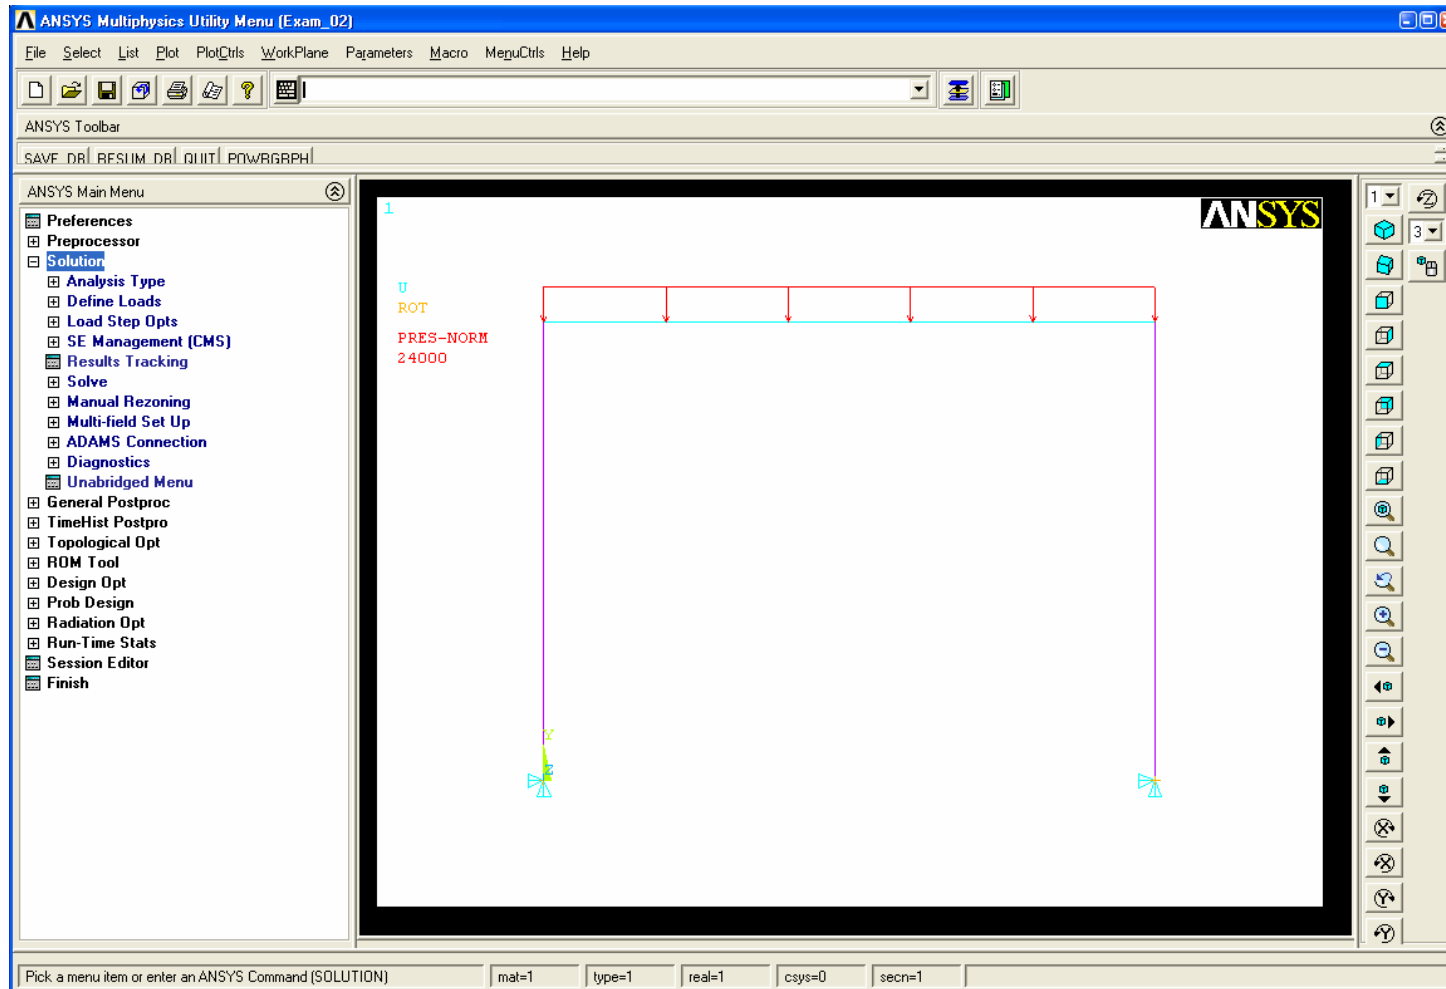 ANSYS Multiphysics Utility Menu (Exam_02)
File Select List Plot PlotCtrls WorkPlane Parameters Macro MenuCtrls Help
ANSYS Toolbar
SAVE_DB RESUM_DB QUIT POWRGRPH
ANSYS Main Menu
Preferences
Preprocessor
Solution
Analysis Type
Define Loads
Load Step Opts
SE Management (CMS)
Results Tracking
Solve
Manual Rezoning
Multi-field Set Up
ADAMS Connection
Diagnostics
Unabridged Menu
General Postproc
TimeHist Postpro
Topological Opt
ROM Tool
Design Opt
Prob Design
Radiation Opt
Run-Time Stats
Session Editor
Finish
1
ANSYS
U
ROT
PRES-NORM
24000
Y
Z
1
3
Z
X
X
Y
Y
Pick a menu item or enter an ANSYS Command (SOLUTION) mat=1 type=1 real=1 csys=0 secn=1